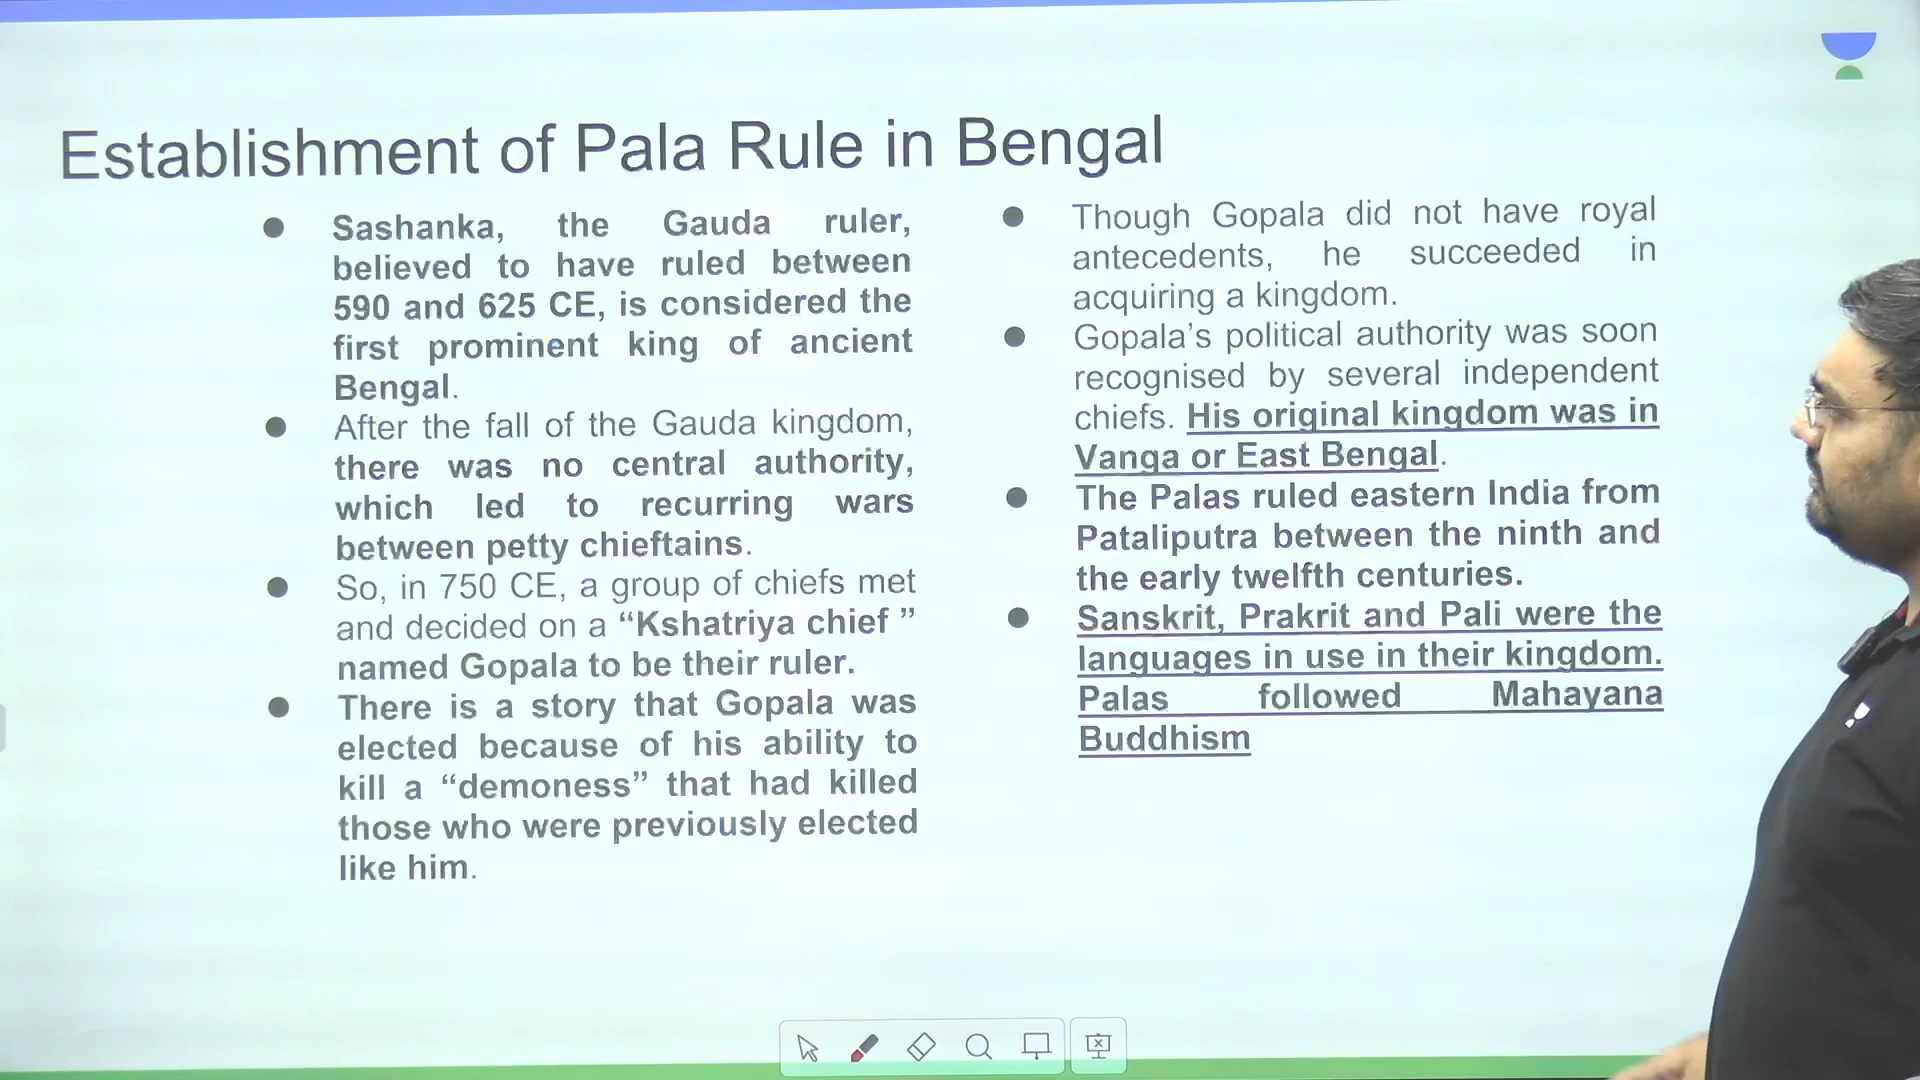 Establishment of Pala Rule in Bengal
Sashanka, the Gauda ruler,
believed to have ruled between
590 and 625 CE, is considered the
first prominent king of ancient
Bengal.
After the fall of the Gauda kingdom,
there was no central authority,
which led to recurring wars
between petty chieftains.
So, in 750 CE, a group of chiefs met
and decided on a “Kshatriya chief ”
named Gopala to be their ruler.
There is a story that Gopala was
elected because of his ability to
kill a “demoness” that had killed
those who were previously elected
like him.
Though Gopala did not have royal
antecedents, he succeeded in
acquiring a kingdom.
Gopala’s political authority was soon
recognised by several independent
chiefs. His original kingdom was in
Vanga or East Bengal.
The Palas ruled eastern India from
Pataliputra between the ninth and
the early twelfth centuries.
Sanskrit, Prakrit and Pali were the
languages in use in their kingdom.
Palas followed Mahayana
Buddhism